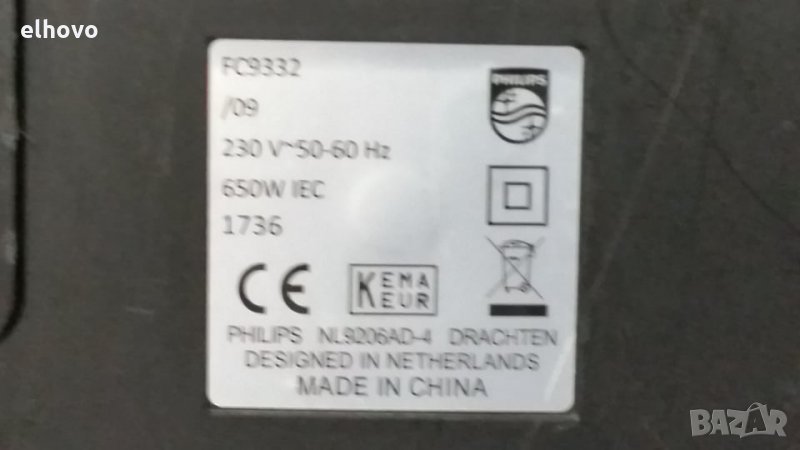 elhovo
FC9332
/09
230 V~50-60 Hz
650W IEC
1736
PHILIPS
CE
KEMA
KEUR
PHILIPS NL9206AD-4 DRACHTEN
DESIGNED IN NETHERLANDS
MADE IN CHINA
BAZAR